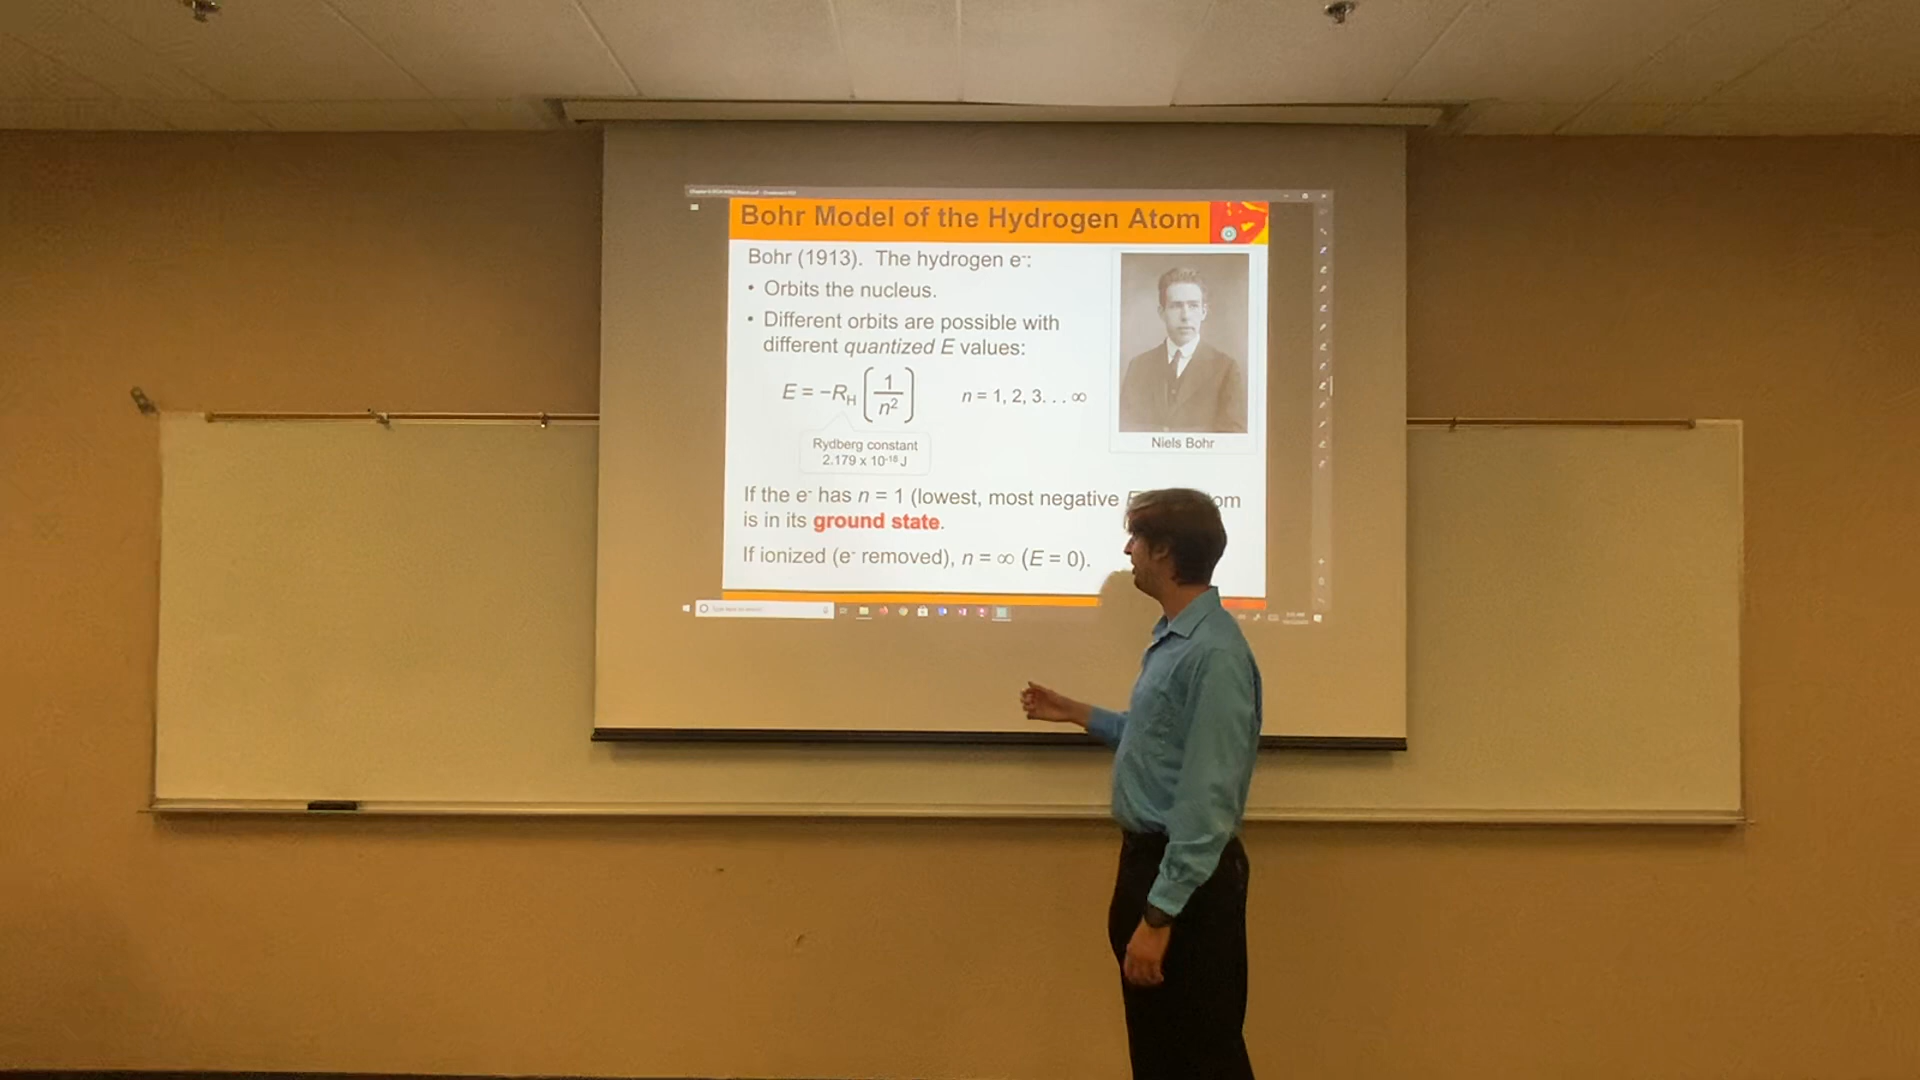 Bohr Model of the Hydrogen Atom
Bohr (1913). The hydrogen e⁻:
• Orbits the nucleus.
• Different orbits are possible with
different quantized E values:
E = −R_H (1/n²) n = 1, 2, 3. . . ∞
Rydberg constant
2.179 x 10⁻¹⁸ J
Niels Bohr
If the e⁻ has n = 1 (lowest, most negative
is in its ground state.
If ionized (e⁻ removed), n = ∞ (E = 0).